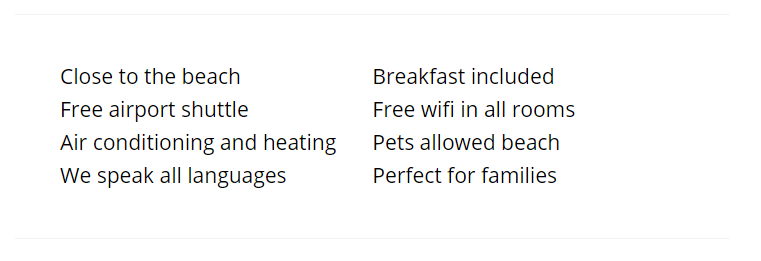 Close to the beach
Free airport shuttle
Air conditioning and heating
We speak all languages
Breakfast included
Free wifi in all rooms
Pets allowed beach
Perfect for families